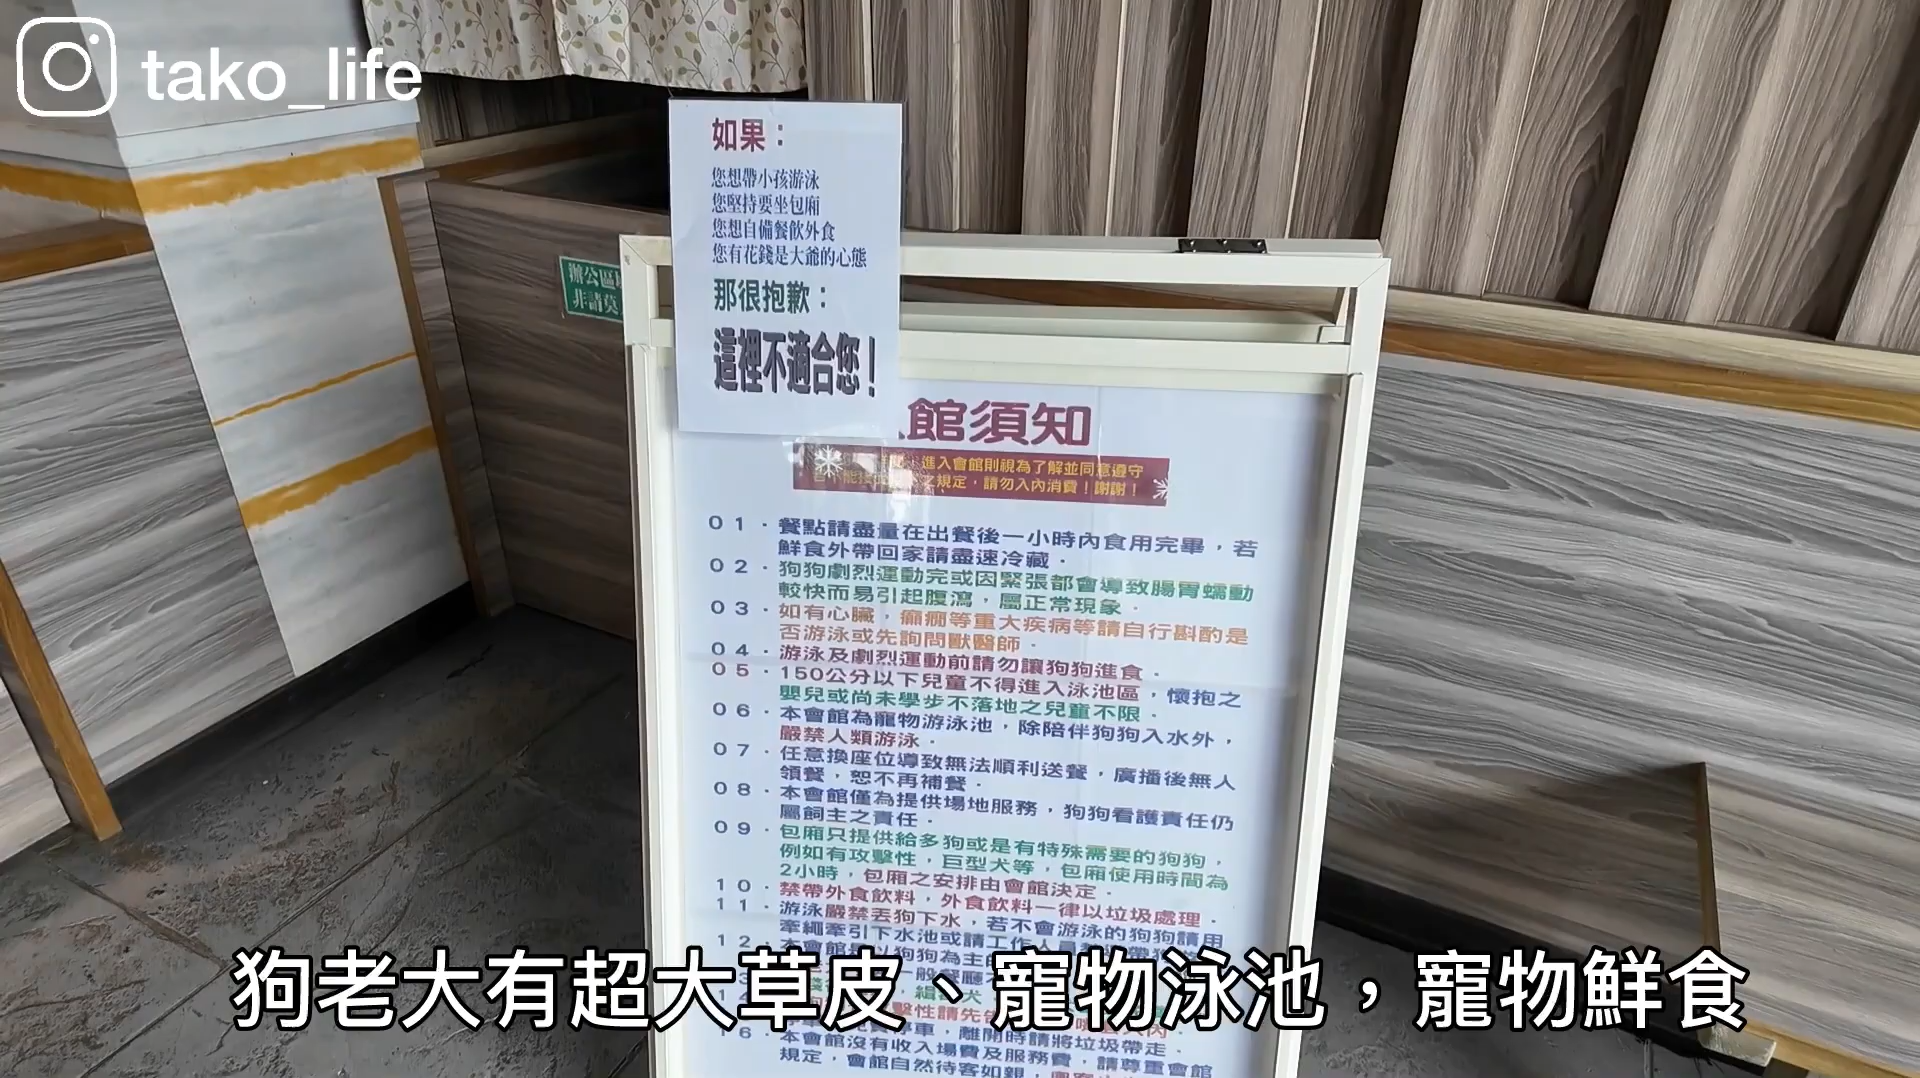 tako_life
如果：
您想帶小孩游泳
您堅持要坐包廂
您想自備餐飲外食
您有花錢是大爺的心態
那很抱歉：
這裡不適合您！
辦公區
非請莫
館須知
進入會館則視為了解並同意遵守
之規定，請勿入內消費！謝謝！
01．餐點請盡量在出餐後一小時內食用完畢，若
鮮食外帶回家請盡速冷藏．
02．狗狗劇烈運動完或因緊張都會導致腸胃蠕動
較快而易引起腹瀉，屬正常現象．
03．如有心臟，癲癇等重大疾病等請自行斟酌是
否游泳或先詢問獸醫師．
04．游泳及劇烈運動前請勿讓狗狗進食．
05．150公分以下兒童不得進入泳池區，懷抱之
嬰兒或尚未學步不落地之兒童不限．
06．本會館為寵物游泳池，除陪伴狗狗入水外，
嚴禁人類游泳．
07．任意換座位導致無法順利送餐，廣播後無人
領餐，恕不再補餐．
08．本會館僅為提供場地服務，狗狗看護責任仍
屬飼主之責任．
09．包廂只提供給多狗或是有特殊需要的狗狗，
例如有攻擊性，巨型犬等，包廂使用時間為
2小時，包廂之安排由會館決定．
10．禁帶外食飲料，外食飲料一律以垃圾處理．
11．游泳嚴禁丟狗下水，若不會游泳的狗狗請用
牽繩牽引下水池或請工作人員
12
本會館是以狗狗為主
狗老大有超大草皮、寵物泳池，寵物鮮食
擊性請先
離開時請將垃圾帶走．
16．本會館沒有收入場費及服務費，請尊重會館
規定，會館自然待客如親，